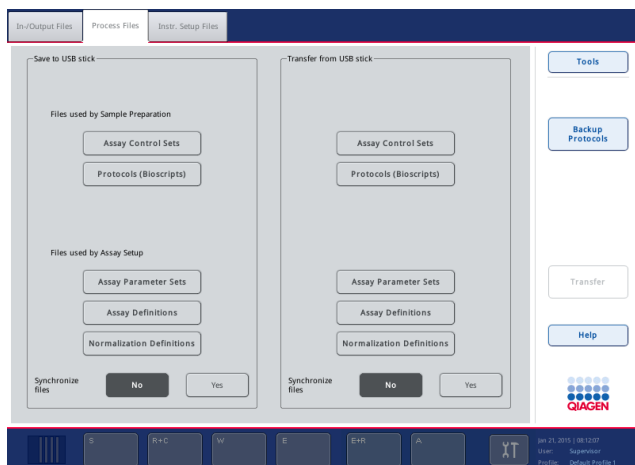 In-/Output Files
Process Files
Instr. Setup Files
Save to USB stick
Files used by Sample Preparation
Assay Control Sets
Protocols (Bioscripts)
Files used by Assay Setup
Assay Parameter Sets
Assay Definitions
Normalization Definitions
Synchronize
files
No
Yes
Transfer from USB stick
Assay Control Sets
Protocols (Bioscripts)
Assay Parameter Sets
Assay Definitions
Normalization Definitions
Synchronize
files
No
Yes
Tools
Backup
Protocols
Transfer
Help
QIAGEN
S
R+C
W
E
E+R
A
Jan 21, 2015 | 08:12:07
User: Supervisor
Profile: Default Profile 1